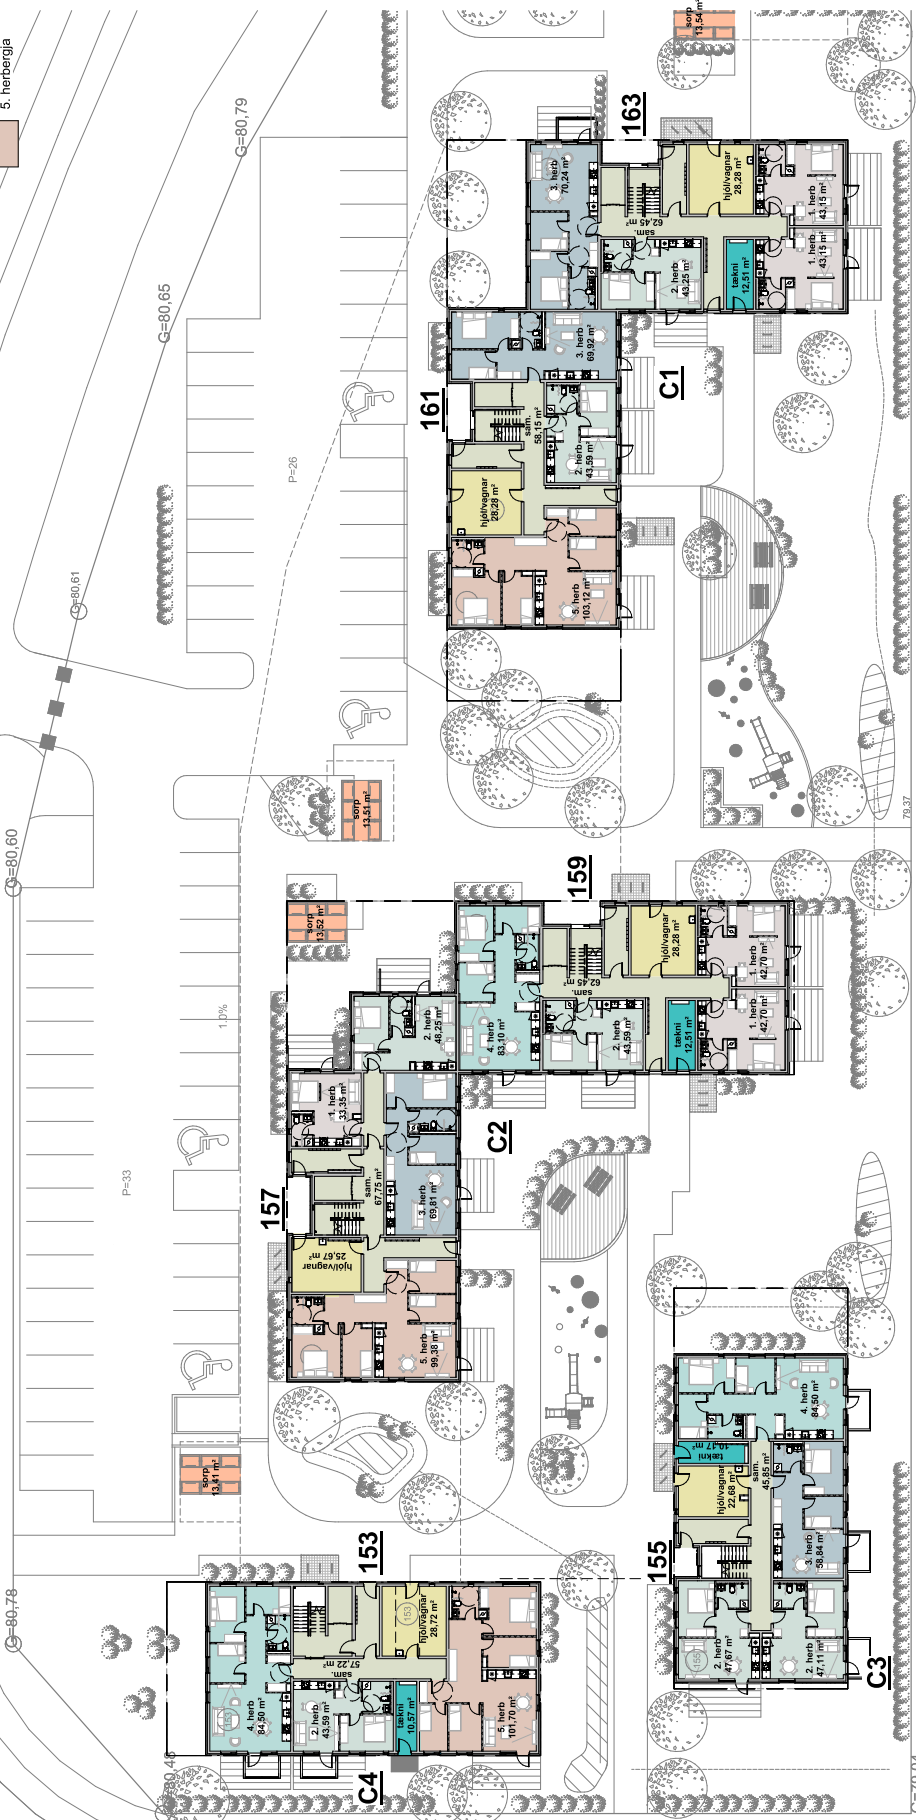 5. herbergja
sorp
13,54 m²
G=80,79
163
3. herb
70,24 m²
hjól/vagnar
28,28 m²
1. herb
43,15 m²
sam.
62,45 m²
1. herb
43,15 m²
2. herb
43,25 m²
tækni
12,51 m²
G=80,65
3. herb
69,92 m²
C1
161
sam.
58,15 m²
2. herb
43,59 m²
P=26
hjól/vagnar
28,28 m²
G=80,61
5. herb
103,12 m²
sorp
13,51 m²
79,37
G=80,60
159
sorp
13,52 m²
hjól/vagnar
28,28 m²
1. herb
42,70 m²
sam.
62,45 m²
1. herb
42,70 m²
4. herb
83,10 m²
2. herb
43,59 m²
tækni
12,51 m²
1,0%
2. herb
48,25 m²
1. herb
33,35 m²
C2
P=33
157
sam.
67,75 m²
3. herb
69,81 m²
hjól/vagnar
25,67 m²
5. herb
99,38 m²
4. herb
84,50 m²
sorp
13,41 m²
tækni
10,17 m²
sam.
45,85 m²
hjól/vagnar
22,68 m²
3. herb
58,84 m²
153
155
G=80,78
153
hjól/vagnar
28,72 m²
sam.
57,22 m²
155
2. herb
47,67 m²
2. herb
47,11 m²
C3
4. herb
84,50 m²
2. herb
43,59 m²
tækni
10,57 m²
5. herb
101,70 m²
C4